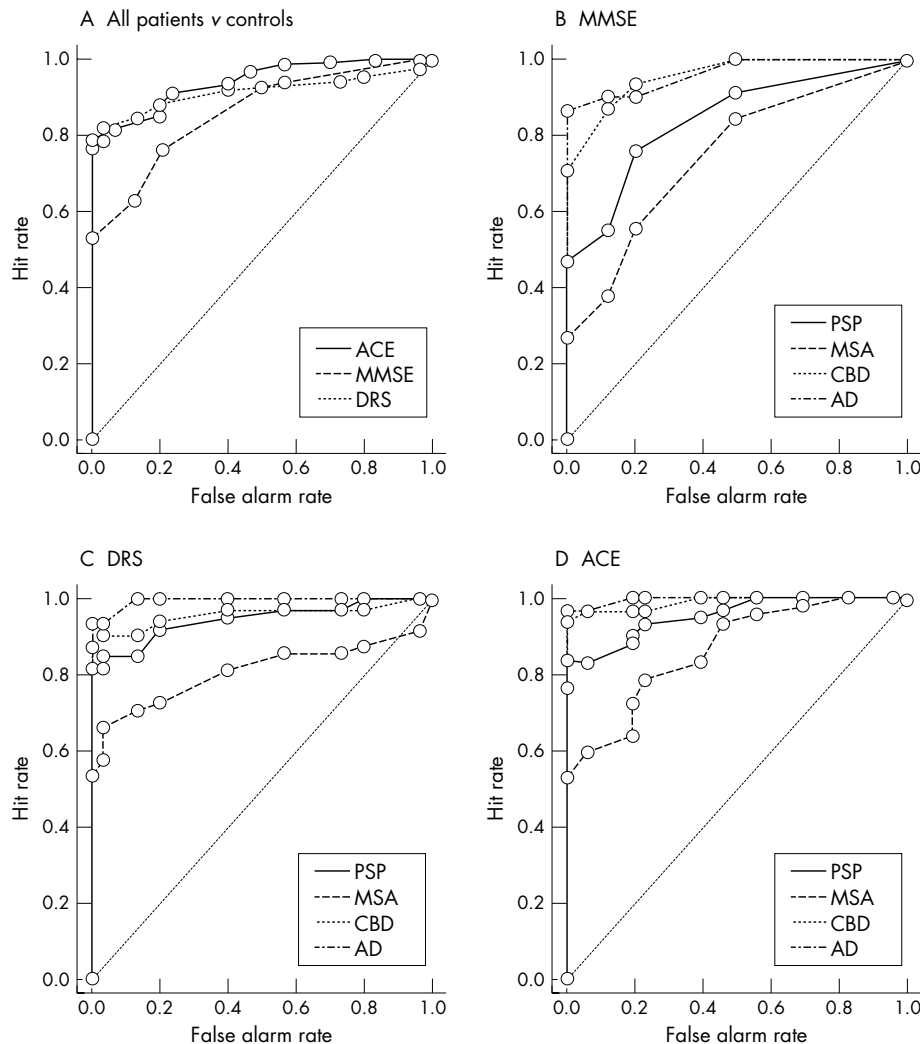 A All patients v controls
1.0
0.8
0.6
0.4
0.2
0.0
Hit rate
0.0 0.2 0.4 0.6 0.8 1.0
False alarm rate
ACE
MMSE
DRS
B MMSE
1.0
0.8
0.6
0.4
0.2
0.0
Hit rate
0.0 0.2 0.4 0.6 0.8 1.0
False alarm rate
PSP
MSA
CBD
AD
C DRS
1.0
0.8
0.6
0.4
0.2
0.0
Hit rate
0.0 0.2 0.4 0.6 0.8 1.0
False alarm rate
PSP
MSA
CBD
AD
D ACE
1.0
0.8
0.6
0.4
0.2
0.0
Hit rate
0.0 0.2 0.4 0.6 0.8 1.0
False alarm rate
PSP
MSA
CBD
AD